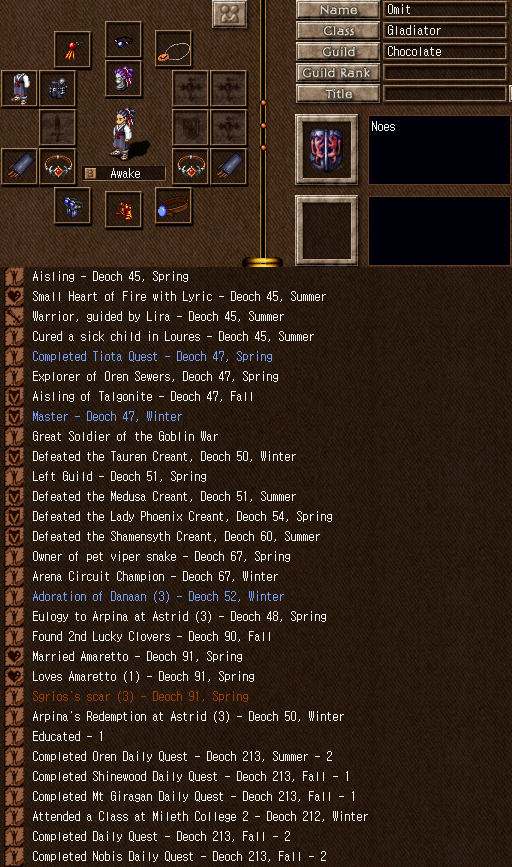 Name Omit
Class Gladiator
Guild Chocolate
Guild Rank
Title
Noes
Awake
Aisling - Deoch 45, Spring
Small Heart of Fire with Lyric - Deoch 45, Summer
Warrior, guided by Lira - Deoch 45, Summer
Cured a sick child in Loures - Deoch 45, Summer
Completed Tiota Quest - Deoch 47, Spring
Explorer of Oren Sewers, Deoch 47, Spring
Aisling of Talgonite - Deoch 47, Fall
Master - Deoch 47, Winter
Great Soldier of the Goblin War
Defeated the Tauren Creant, Deoch 50, Winter
Left Guild - Deoch 51, Spring
Defeated the Medusa Creant, Deoch 51, Summer
Defeated the Lady Phoenix Creant, Deoch 54, Spring
Defeated the Shamensyth Creant, Deoch 60, Summer
Owner of pet viper snake - Deoch 67, Spring
Arena Circuit Champion - Deoch 67, Winter
Adoration of Danaan (3) - Deoch 52, Winter
Eulogy to Arpina at Astrid (3) - Deoch 48, Spring
Found 2nd Lucky Clovers - Deoch 90, Fall
Married Amaretto - Deoch 91, Spring
Loves Amaretto (1) - Deoch 91, Spring
Sgrios's scar (3) - Deoch 91, Spring
Arpina's Redemption at Astrid (3) - Deoch 50, Winter
Educated - 1
Completed Oren Daily Quest - Deoch 213, Summer - 2
Completed Shinewood Daily Quest - Deoch 213, Fall - 1
Completed Mt Giragan Daily Quest - Deoch 213, Fall - 1
Attended a Class at Mileth College 2 - Deoch 212, Winter
Completed Daily Quest - Deoch 213, Fall - 2
Completed Nobis Daily Quest - Deoch 213, Fall - 2